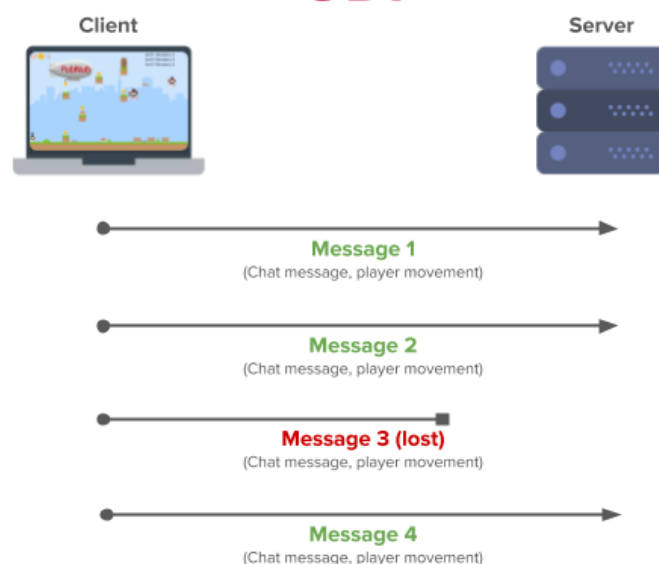 Client
Server
Message 1
(Chat message, player movement)
Message 2
(Chat message, player movement)
Message 3 (lost)
(Chat message, player movement)
Message 4
(Chat message, player movement)